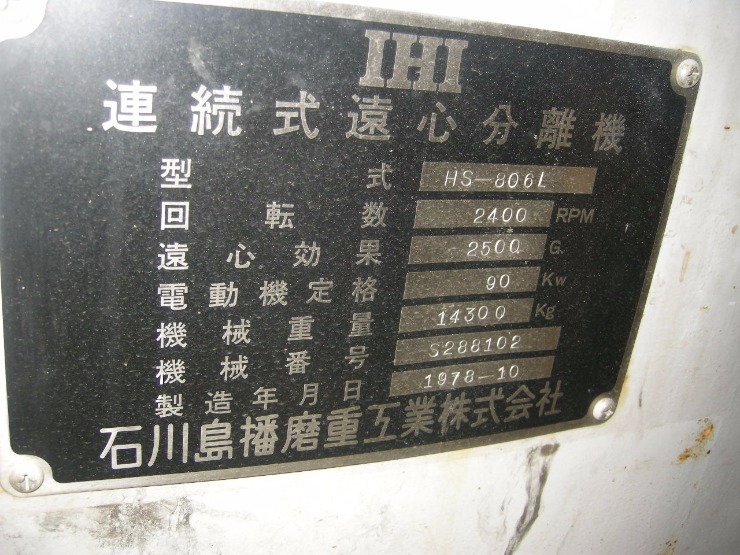 IHI
連続式遠心分離機
型式 HS-806L
回転数 2400 RPM
遠心効果 2500 G.
電動機定格 90 Kw
機械重量 14300 Kg
機械番号 S288102
製造年月日 1978-10
石川島播磨重工業株式会社